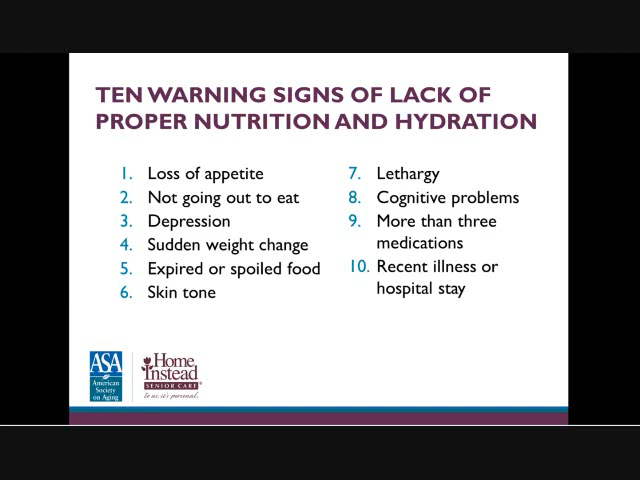 TEN WARNING SIGNS OF LACK OF
PROPER NUTRITION AND HYDRATION
1. Loss of appetite
2. Not going out to eat
3. Depression
4. Sudden weight change
5. Expired or spoiled food
6. Skin tone
7. Lethargy
8. Cognitive problems
9. More than three
medications
10. Recent illness or
hospital stay
ASA
American
Society
on Aging
Home
Instead
SENIOR CARE®
To us, it's personal.